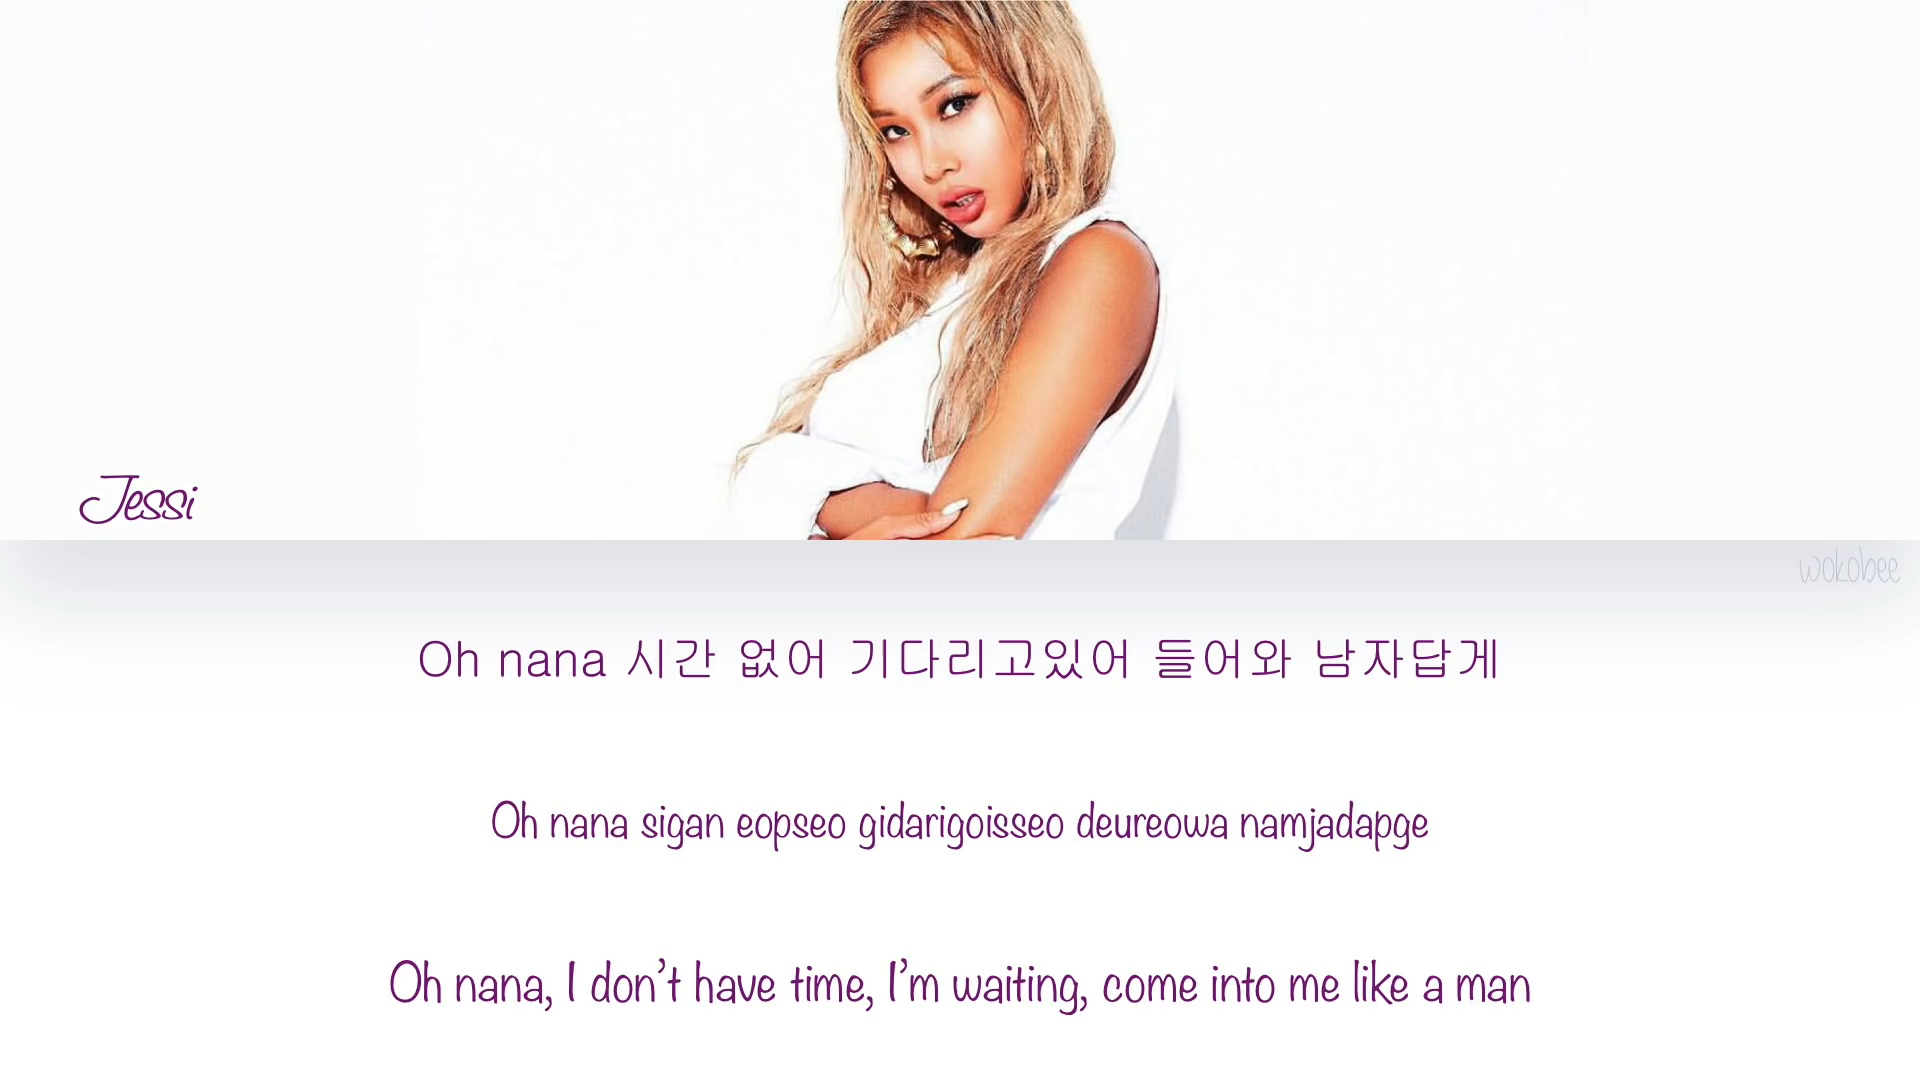 Jessi
wokobee
Oh nana 시간 없어 기다리고있어 들어와 남자답게
Oh nana sigan eopseo gidarigoisseo deureowa namjadapge
Oh nana, I don't have time, I'm waiting, come into me like a man